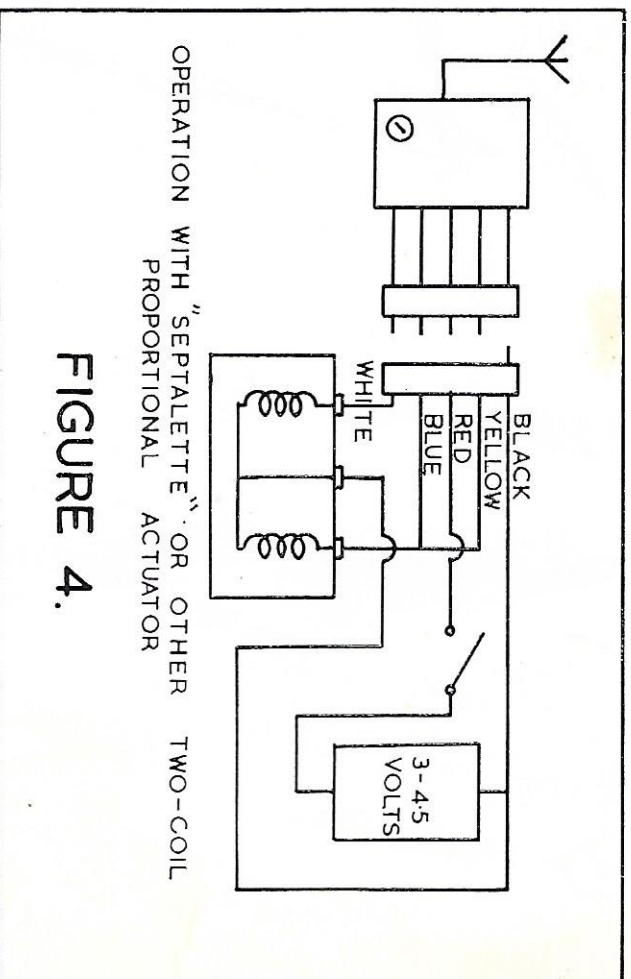 BLACK
YELLOW
RED
BLUE
WHITE
3-4·5
VOLTS
OPERATION WITH "SEPTALETTE" OR OTHER TWO-COIL
PROPORTIONAL ACTUATOR
FIGURE 4.